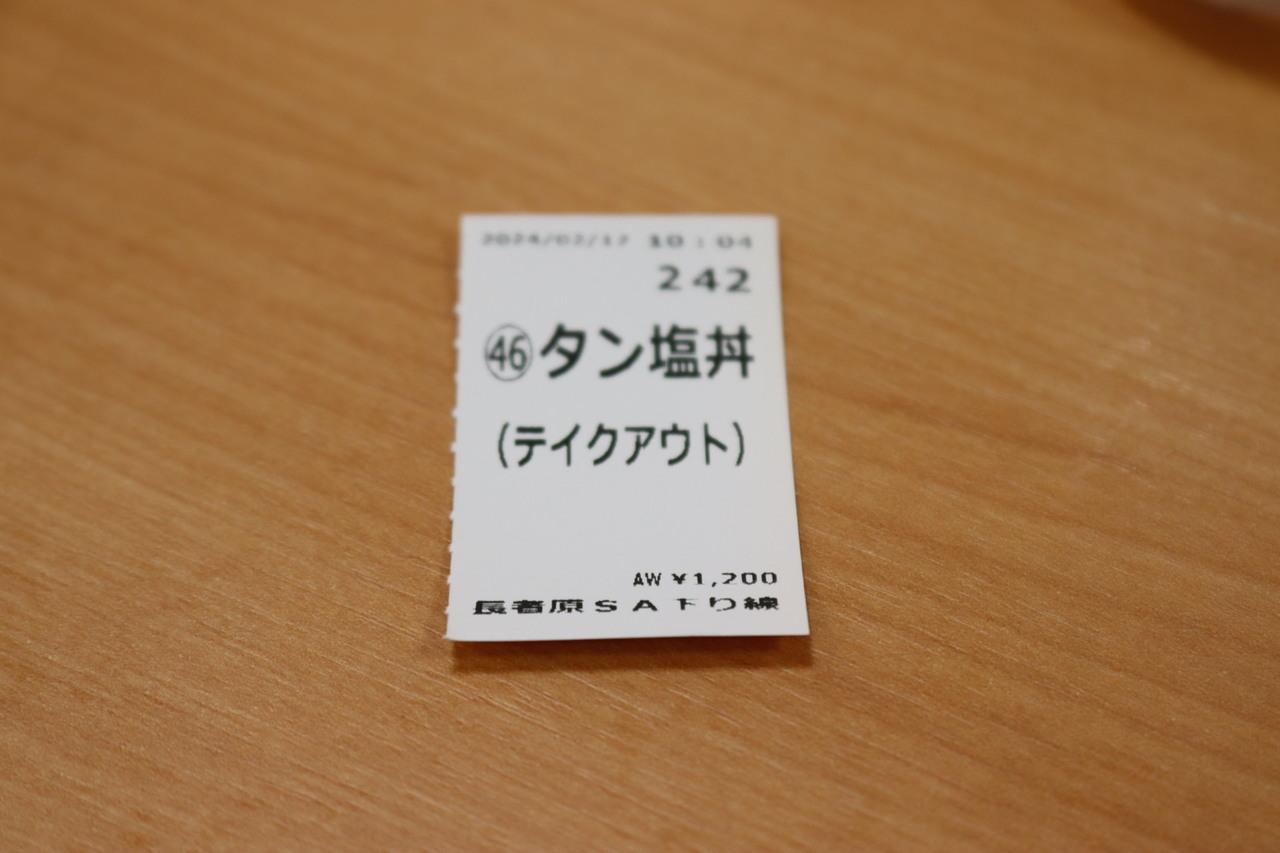 2024/02/17 10:04
242
㊻タン塩丼
(テイクアウト)
AW ¥1,200
長者原SA下り線